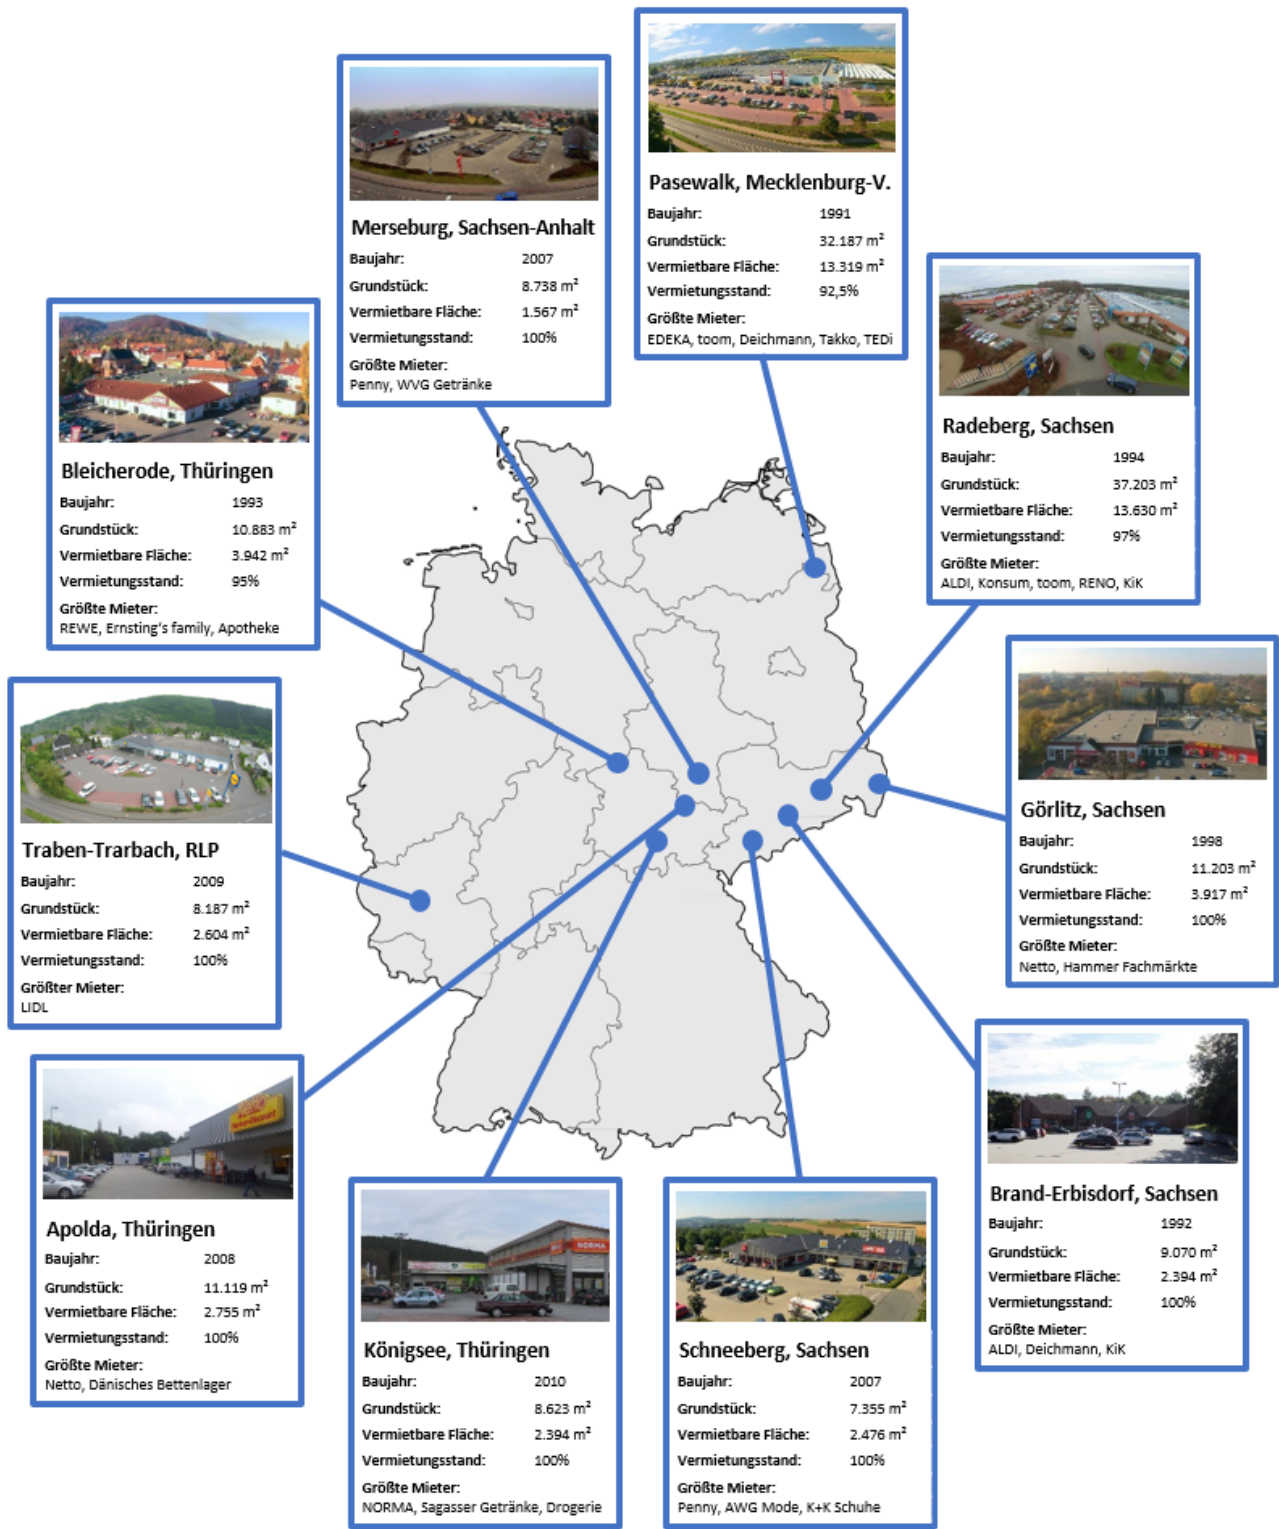 Pasewalk, Mecklenburg-V.
Baujahr: 1991
Grundstück: 32.187 m²
Vermietbare Fläche: 13.319 m²
Vermietungsstand: 92,5%
Größte Mieter:
EDEKA, toom, Deichmann, Takko, TEDi
Merseburg, Sachsen-Anhalt
Baujahr: 2007
Grundstück: 8.738 m²
Vermietbare Fläche: 1.567 m²
Vermietungsstand: 100%
Größte Mieter:
Penny, WVG Getränke
Radeberg, Sachsen
Baujahr: 1994
Grundstück: 37.203 m²
Vermietbare Fläche: 13.630 m²
Vermietungsstand: 97%
Größte Mieter:
ALDI, Konsum, toom, RENO, KiK
Bleicherode, Thüringen
Baujahr: 1993
Grundstück: 10.883 m²
Vermietbare Fläche: 3.942 m²
Vermietungsstand: 95%
Größte Mieter:
REWE, Ernsting's family, Apotheke
Görlitz, Sachsen
Baujahr: 1998
Grundstück: 11.203 m²
Vermietbare Fläche: 3.917 m²
Vermietungsstand: 100%
Größte Mieter:
Netto, Hammer Fachmärkte
Traben-Trarbach, RLP
Baujahr: 2009
Grundstück: 8.187 m²
Vermietbare Fläche: 2.604 m²
Vermietungsstand: 100%
Größter Mieter:
LIDL
Brand-Erbisdorf, Sachsen
Baujahr: 1992
Grundstück: 9.070 m²
Vermietbare Fläche: 2.394 m²
Vermietungsstand: 100%
Größte Mieter:
ALDI, Deichmann, KiK
Apolda, Thüringen
Baujahr: 2008
Grundstück: 11.119 m²
Vermietbare Fläche: 2.755 m²
Vermietungsstand: 100%
Größte Mieter:
Netto, Dänisches Bettenlager
NORMA
Königsee, Thüringen
Baujahr: 2010
Grundstück: 8.623 m²
Vermietbare Fläche: 2.394 m²
Vermietungsstand: 100%
Größte Mieter:
NORMA, Sagasser Getränke, Drogerie
Schneeberg, Sachsen
Baujahr: 2007
Grundstück: 7.355 m²
Vermietbare Fläche: 2.476 m²
Vermietungsstand: 100%
Größte Mieter:
Penny, AWG Mode, K+K Schuhe